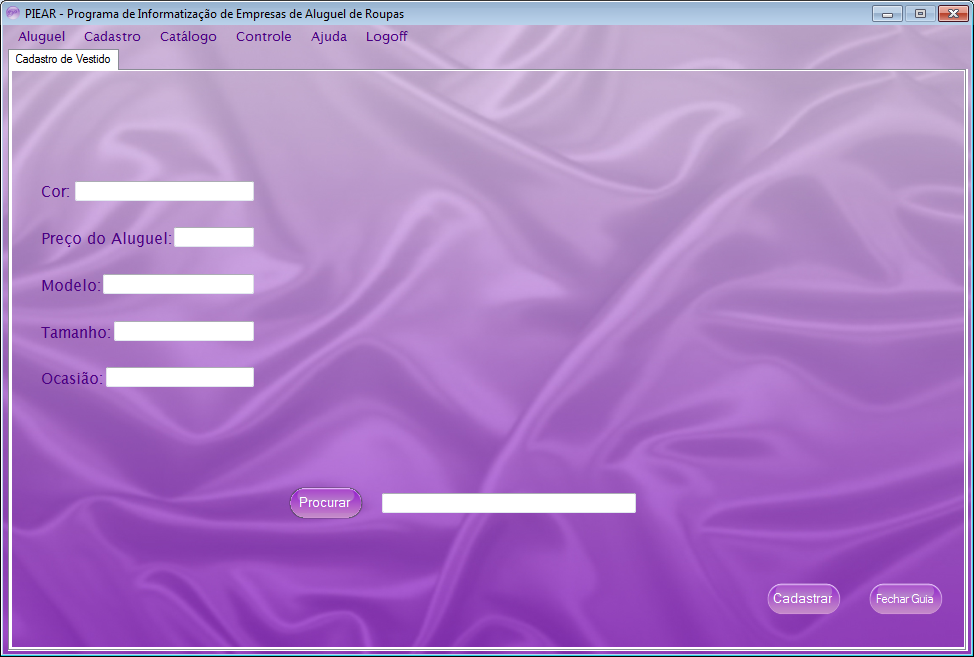 PIEAR - Programa de Informatização de Empresas de Aluguel de Roupas
Aluguel Cadastro Catálogo Controle Ajuda Logoff
Cadastro de Vestido
Cor:
Preço do Aluguel:
Modelo:
Tamanho:
Ocasião:
Procurar
Cadastrar Fechar Guia